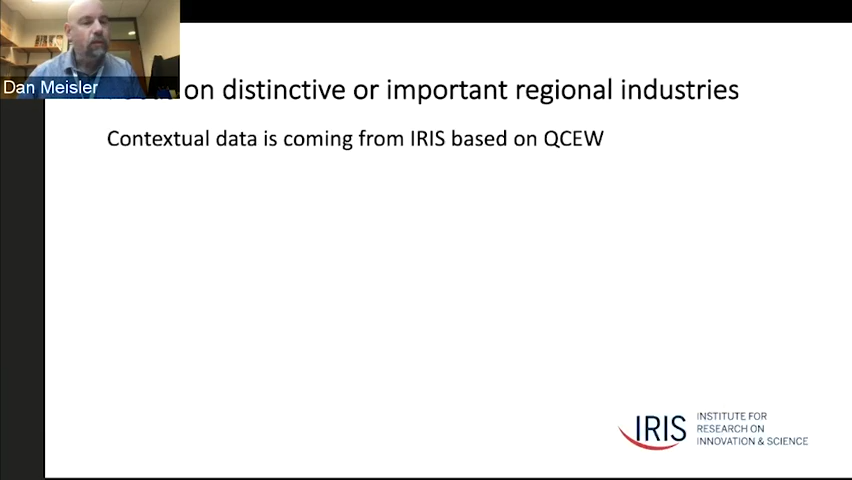 Dan Meisler
on distinctive or important regional industries
Contextual data is coming from IRIS based on QCEW
IRIS
INSTITUTE FOR
RESEARCH ON
INNOVATION & SCIENCE